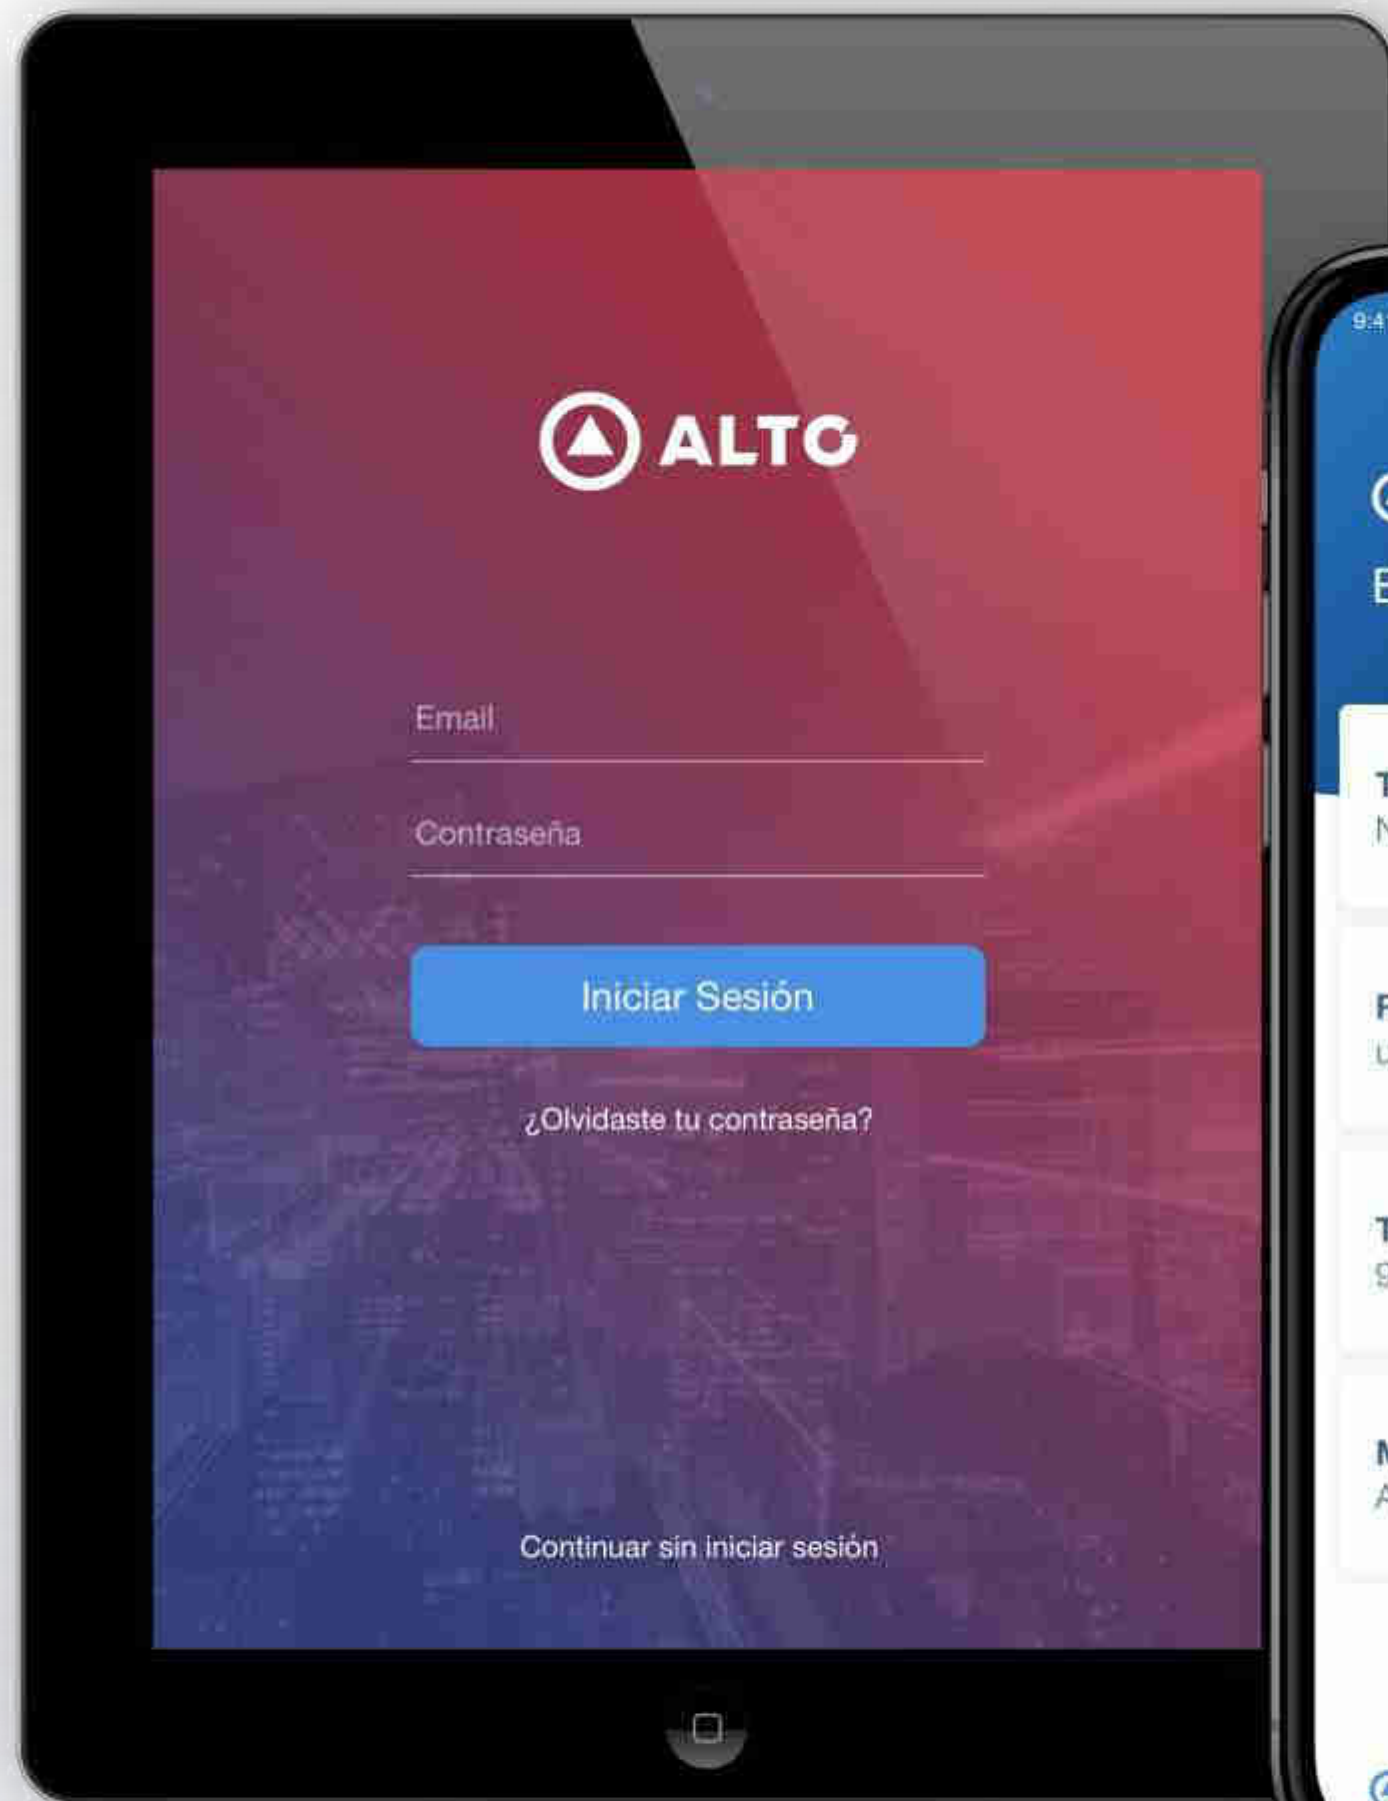 ALTO
Email
Contraseña
Iniciar Sesión
¿Olvidaste tu contraseña?
Continuar sin iniciar sesión